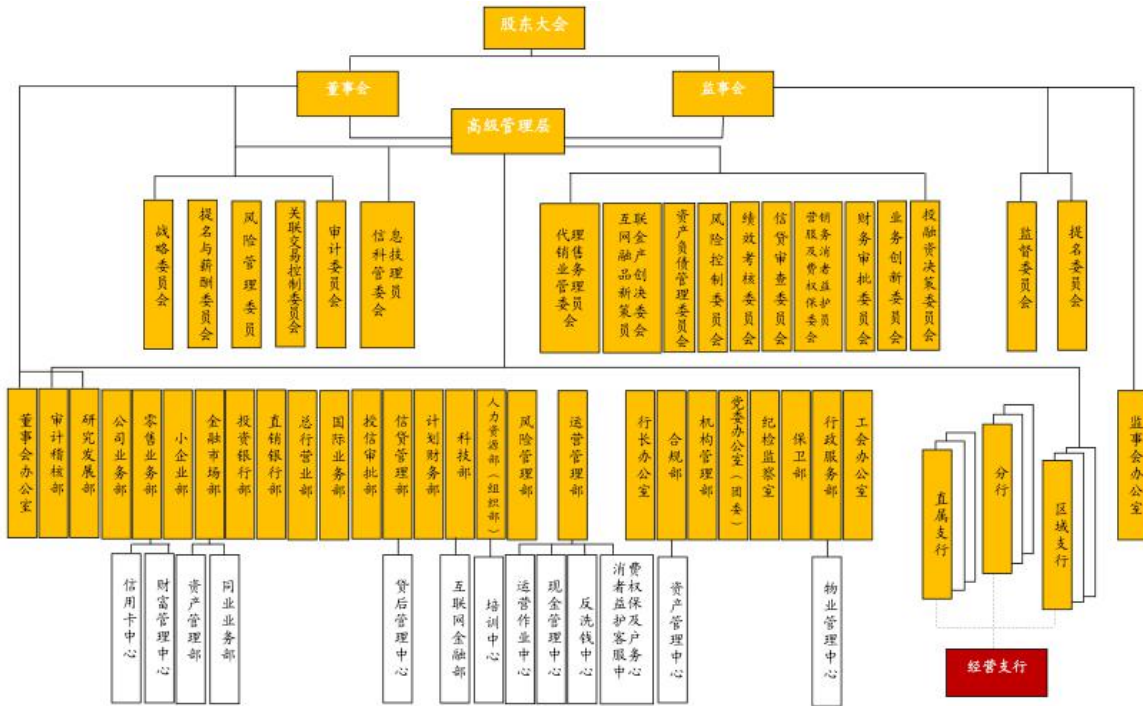 股东大会
董事会
监事会
高级管理层
战略委员会
提名与薪酬委员会
风险管理委员
关联交易控制委员会
审计委员会
信息科技管理委员会
代理销售业务管理委员会
互联网金融产品创新决策委员会
资产负债管理委员会
风险控制委员会
绩效考核委员会
信贷审查委员会
营销服务及消费者权益保护委员会
财务审批委员会
业务创新委员会
投融资决策委员会
监督委员会
提名委员会
董事会办公室
审计稽核部
研究发展部
公司业务部
零售业务部
小企业部
金融市场部
投资银行部
直销银行部
总行营业部
国际业务部
授信审批部
信贷管理部
计划财务部
科技部
人力资源部（组织部）
风险管理部
运营管理部
行长办公室
合规部
机构管理部
党委办公室（团委）
纪检监察室
保卫部
行政服务部
工会办公室
直属支行
分行
区域支行
监事会办公室
信用卡中心
财富管理中心
资产管理部
同业业务部
贷后管理中心
互联网金融部
培训中心
运营作业中心
现金管理中心
反洗钱中心
消费者权益保护及客户服务中心
资产管理中心
物业管理中心
经营支行